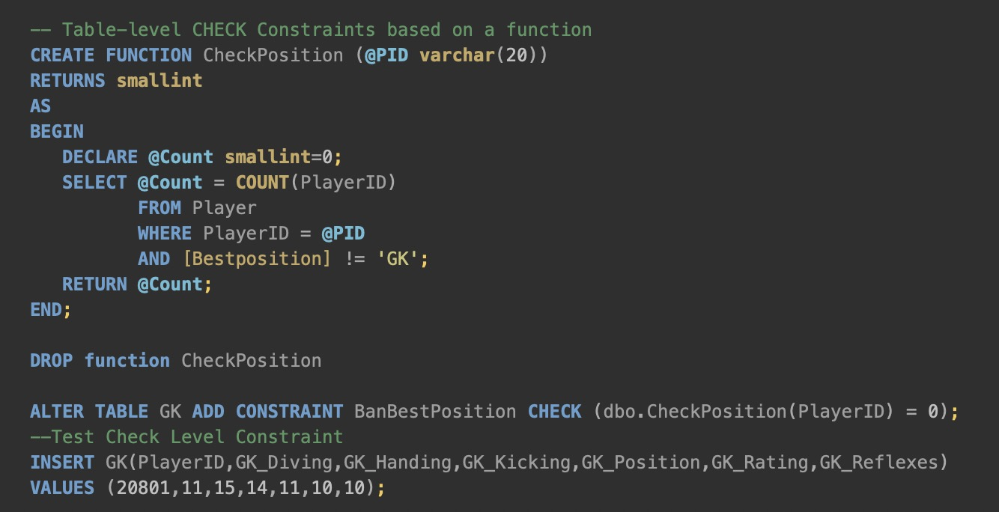 -- Table-level CHECK Constraints based on a function
CREATE FUNCTION CheckPosition (@PID varchar(20))
RETURNS smallint
AS
BEGIN
   DECLARE @Count smallint=0;
   SELECT @Count = COUNT(PlayerID)
          FROM Player
          WHERE PlayerID = @PID
          AND [Bestposition] != 'GK';
   RETURN @Count;
END;

DROP function CheckPosition

ALTER TABLE GK ADD CONSTRAINT BanBestPosition CHECK (dbo.CheckPosition(PlayerID) = 0);
--Test Check Level Constraint
INSERT GK(PlayerID,GK_Diving,GK_Handing,GK_Kicking,GK_Position,GK_Rating,GK_Reflexes)
VALUES (20801,11,15,14,11,10,10);